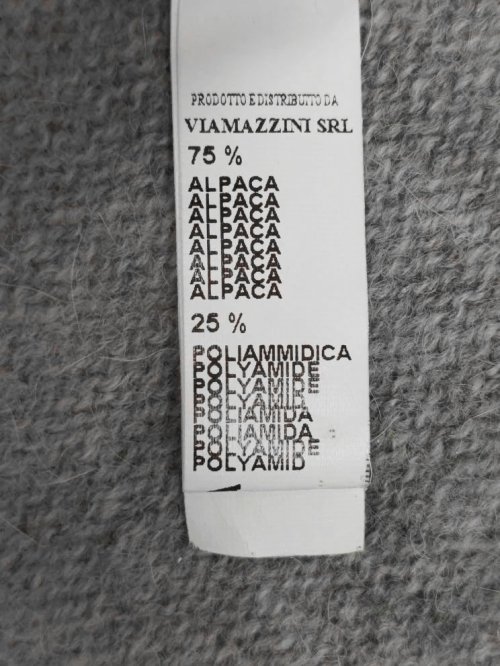 PRODOTTO E DISTRIBUITO DA
VIAMAZZINI SRL
75 %
ALPACA
ALPACA
ALPACA
ALPACA
ALPACA
ALPACA
ALPACA
ALPACA
25 %
POLIAMMIDICA
POLYAMIDE
POLYAMIDE
POLYAMID
POLIAMIDA
POLIAMIDA
POLYAMIDE
POLYAMID